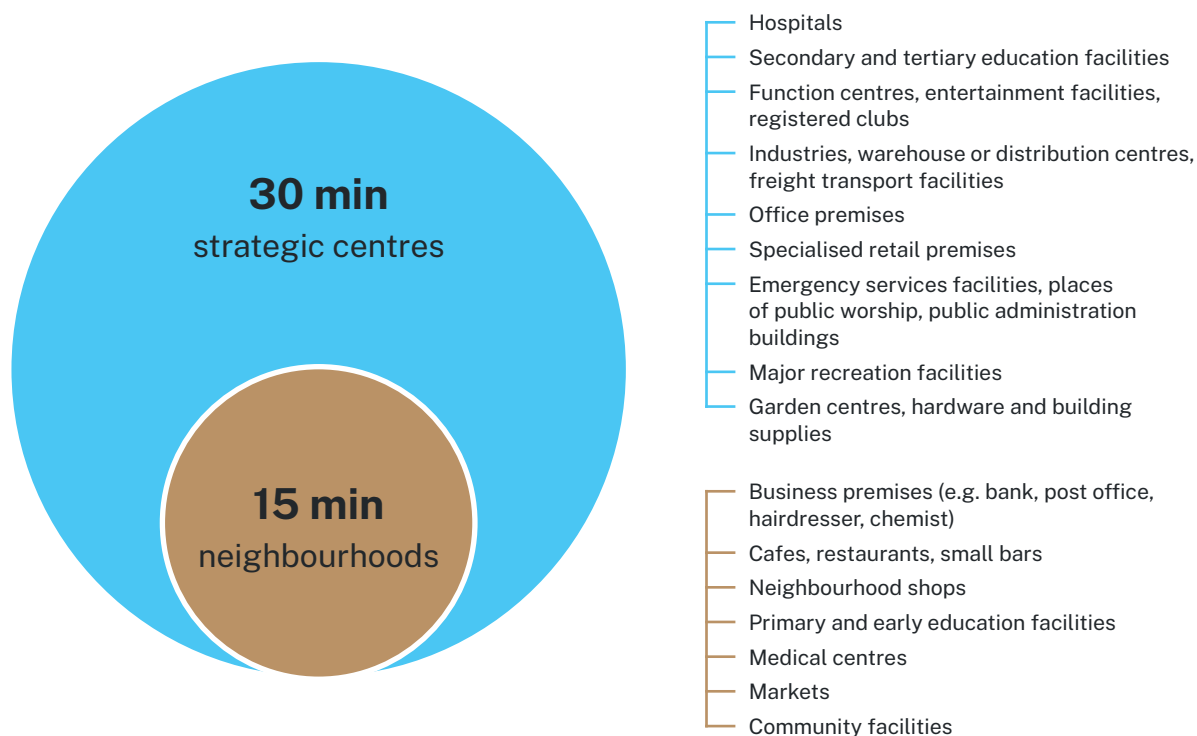 30 min
strategic centres
15 min
neighbourhoods
Hospitals
Secondary and tertiary education facilities
Function centres, entertainment facilities,
registered clubs
Industries, warehouse or distribution centres,
freight transport facilities
Office premises
Specialised retail premises
Emergency services facilities, places
of public worship, public administration
buildings
Major recreation facilities
Garden centres, hardware and building
supplies
Business premises (e.g. bank, post office,
hairdresser, chemist)
Cafes, restaurants, small bars
Neighbourhood shops
Primary and early education facilities
Medical centres
Markets
Community facilities